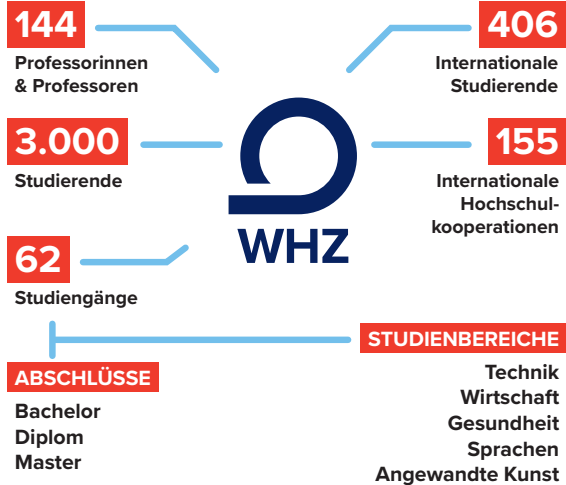 144
Professorinnen
& Professoren
406
Internationale
Studierende
3.000
Studierende
155
Internationale
Hochschul-
kooperationen
WHZ
62
Studiengänge
STUDIENBEREICHE
Technik
Wirtschaft
Gesundheit
Sprachen
Angewandte Kunst
ABSCHLÜSSE
Bachelor
Diplom
Master